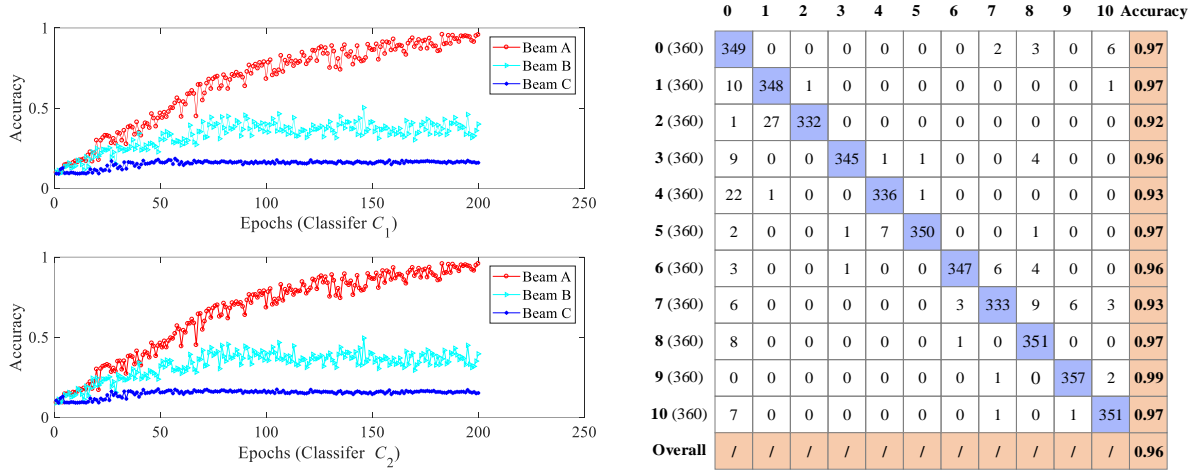 1
Beam A
Beam B
Beam C
Accuracy
0.5
0
0 50 100 150 200 250
Epochs (Classifer C1)
1
Beam A
Beam B
Beam C
Accuracy
0.5
0
0 50 100 150 200 250
Epochs (Classifer C2)
0 1 2 3 4 5 6 7 8 9 10 Accuracy
0 (360) 349 0 0 0 0 0 0 2 3 0 6 0.97
1 (360) 10 348 1 0 0 0 0 0 0 0 1 0.97
2 (360) 1 27 332 0 0 0 0 0 0 0 0 0.92
3 (360) 9 0 0 345 1 1 0 0 4 0 0 0.96
4 (360) 22 1 0 0 336 1 0 0 0 0 0 0.93
5 (360) 2 0 0 1 7 350 0 0 1 0 0 0.97
6 (360) 3 0 0 1 0 0 347 6 4 0 0 0.96
7 (360) 6 0 0 0 0 0 3 333 9 6 3 0.93
8 (360) 8 0 0 0 0 0 1 0 351 0 0 0.97
9 (360) 0 0 0 0 0 0 0 1 0 357 2 0.99
10 (360) 7 0 0 0 0 0 0 1 0 1 351 0.97
Overall / / / / / / / / / / / 0.96